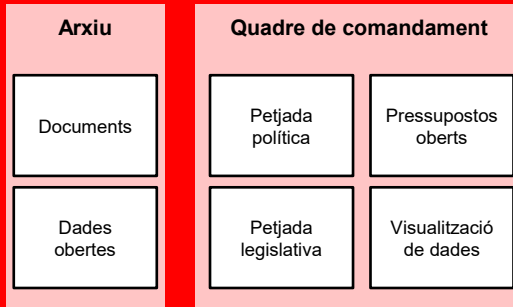 Arxiu
Documents
Dades
obertes
Quadre de comandament
Petjada
política
Pressupostos
oberts
Petjada
legislativa
Visualització
de dades